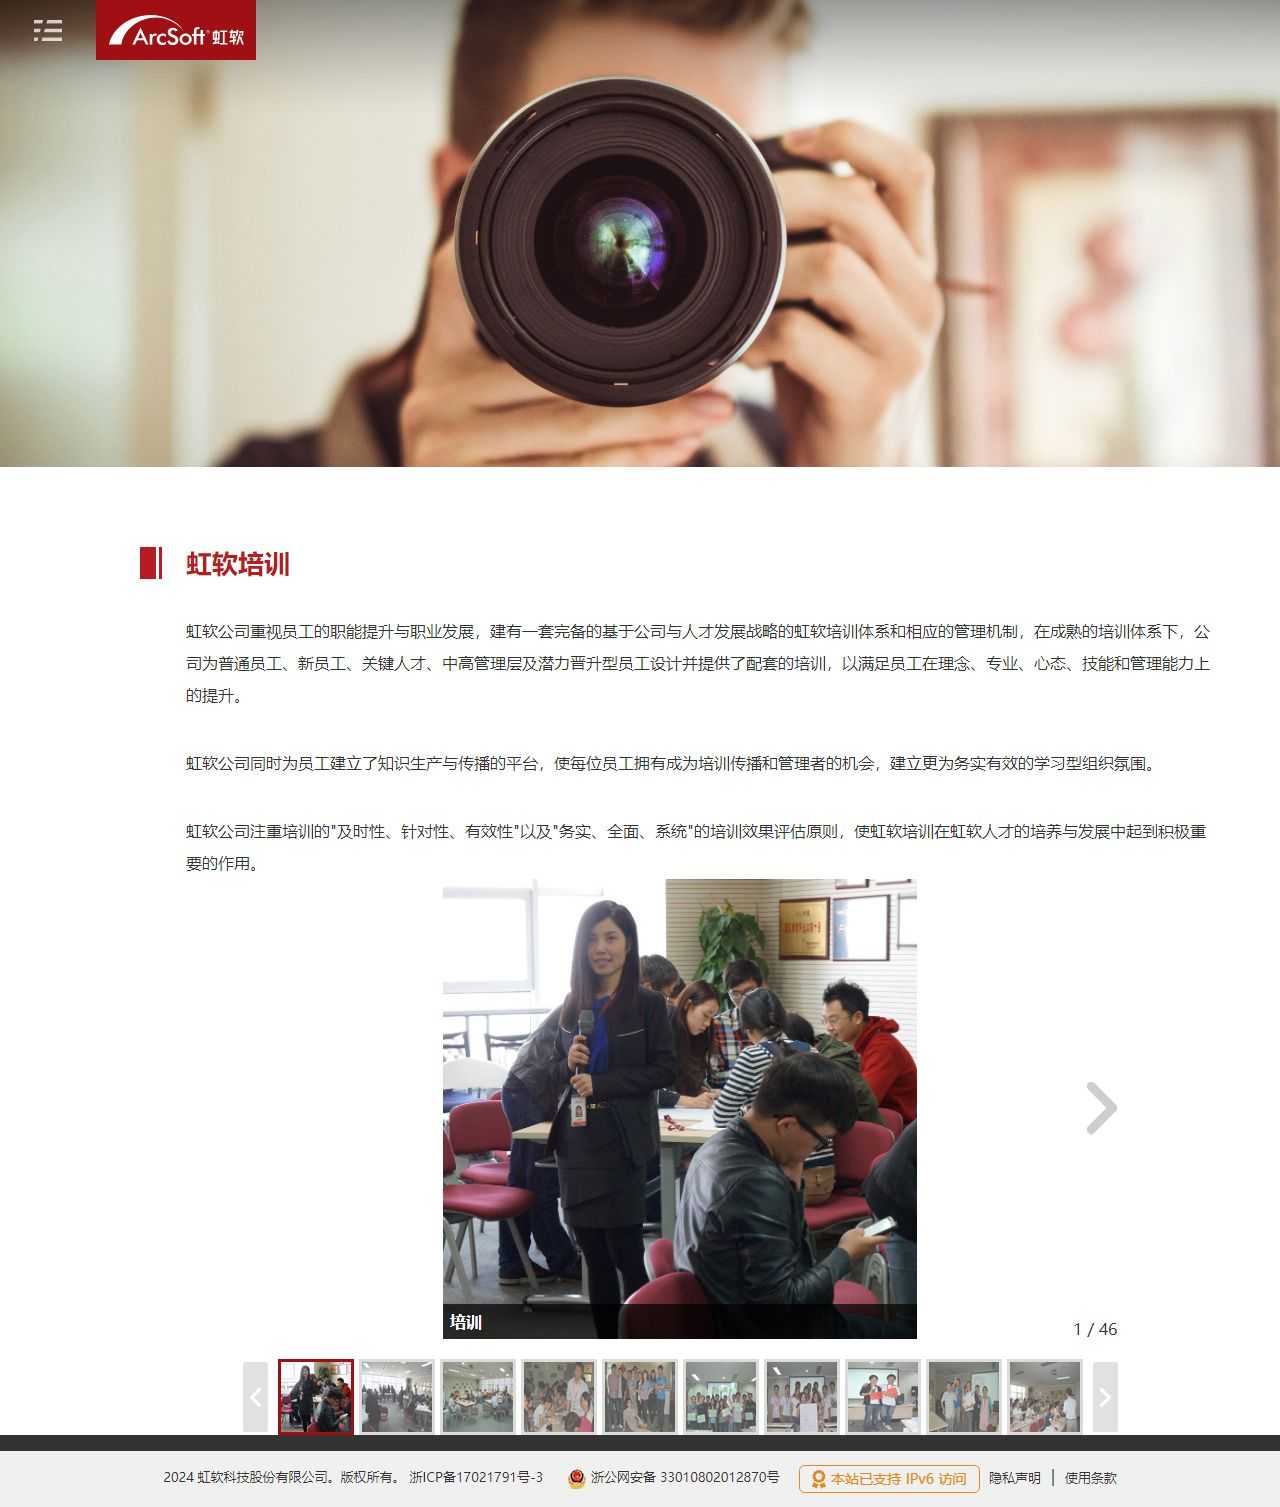 ArcSoft 虹软
虹软培训
虹软公司重视员工的职能提升与职业发展，建有一套完备的基于公司与人才发展战略的虹软培训体系和相应的管理机制，在成熟的培训体系下，公
司为普通员工、新员工、关键人才、中高管理层及潜力晋升型员工设计并提供了配套的培训，以满足员工在理念、专业、心态、技能和管理能力上
的提升。
虹软公司同时为员工建立了知识生产与传播的平台，使每位员工拥有成为培训传播和管理者的机会，建立更为务实有效的学习型组织氛围。
虹软公司注重培训的"及时性、针对性、有效性"以及"务实、全面、系统"的培训效果评估原则，使虹软培训在虹软人才的培养与发展中起到积极重
要的作用。
培训
1 / 46
2024 虹软科技股份有限公司。版权所有。 浙ICP备17021791号-3 浙公网安备 33010802012870号 本站已支持 IPv6 访问 隐私声明 | 使用条款